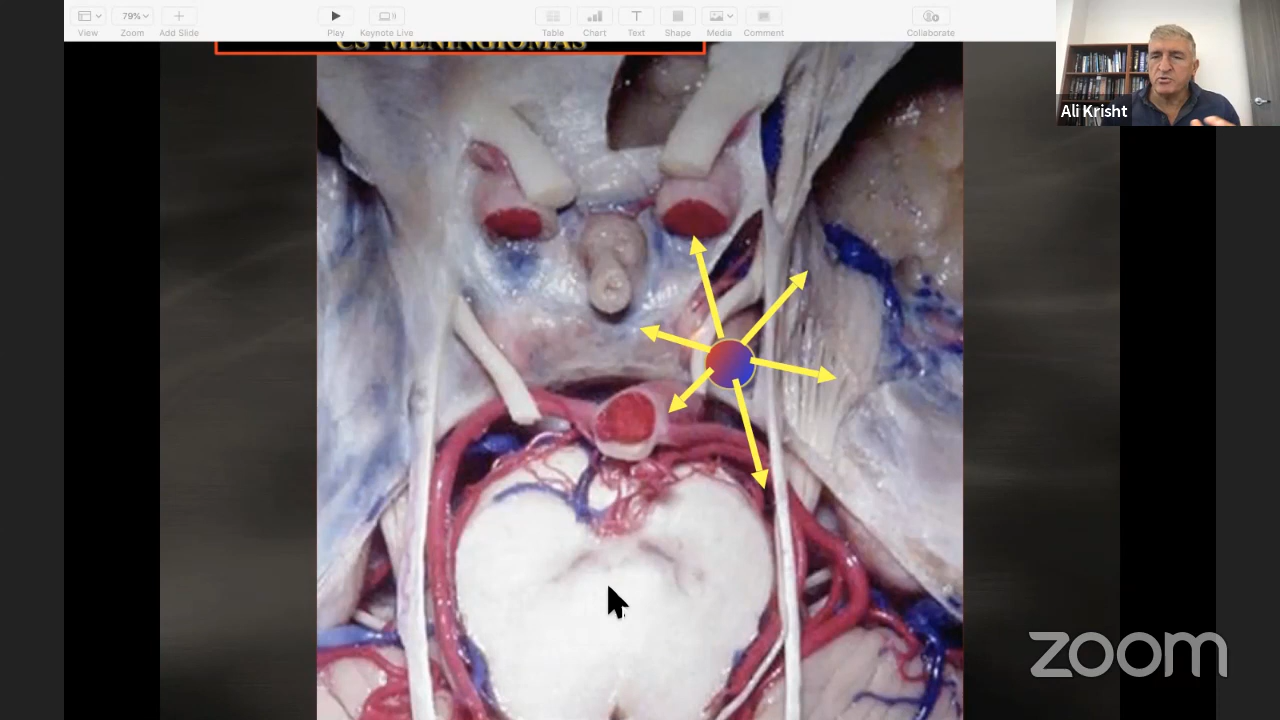 79%
View
Zoom
Add Slide
Play
Keynote Live
Table
Chart
Text
Shape
Media
Comment
Collaborate
CS MENINGIOMAS
Ali Krisht
zoom